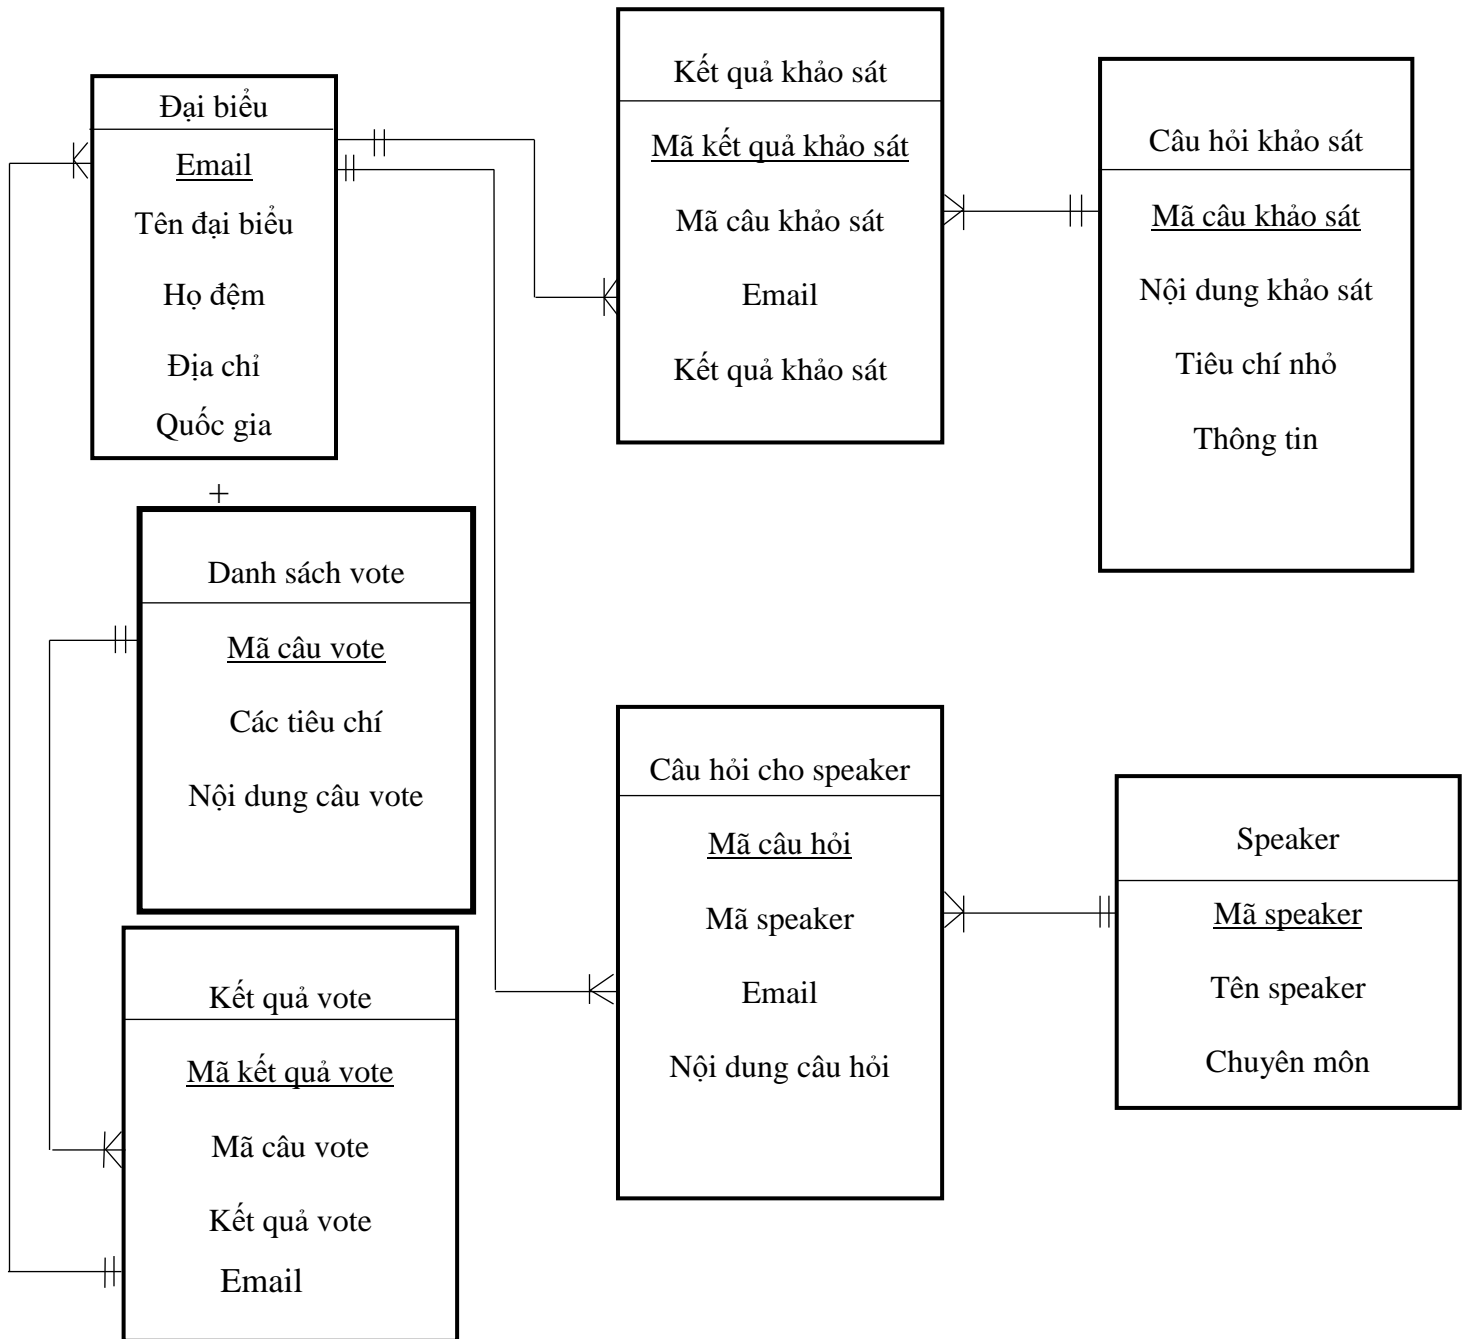 Đại biểu
Email
Tên đại biểu
Họ đệm
Địa chỉ
Quốc gia
Kết quả khảo sát
Mã kết quả khảo sát
Mã câu khảo sát
Email
Kết quả khảo sát
Câu hỏi khảo sát
Mã câu khảo sát
Nội dung khảo sát
Tiêu chí nhỏ
Thông tin
+
Danh sách vote
Mã câu vote
Các tiêu chí
Nội dung câu vote
Kết quả vote
Mã kết quả vote
Mã câu vote
Kết quả vote
Email
Câu hỏi cho speaker
Mã câu hỏi
Mã speaker
Email
Nội dung câu hỏi
Speaker
Mã speaker
Tên speaker
Chuyên môn